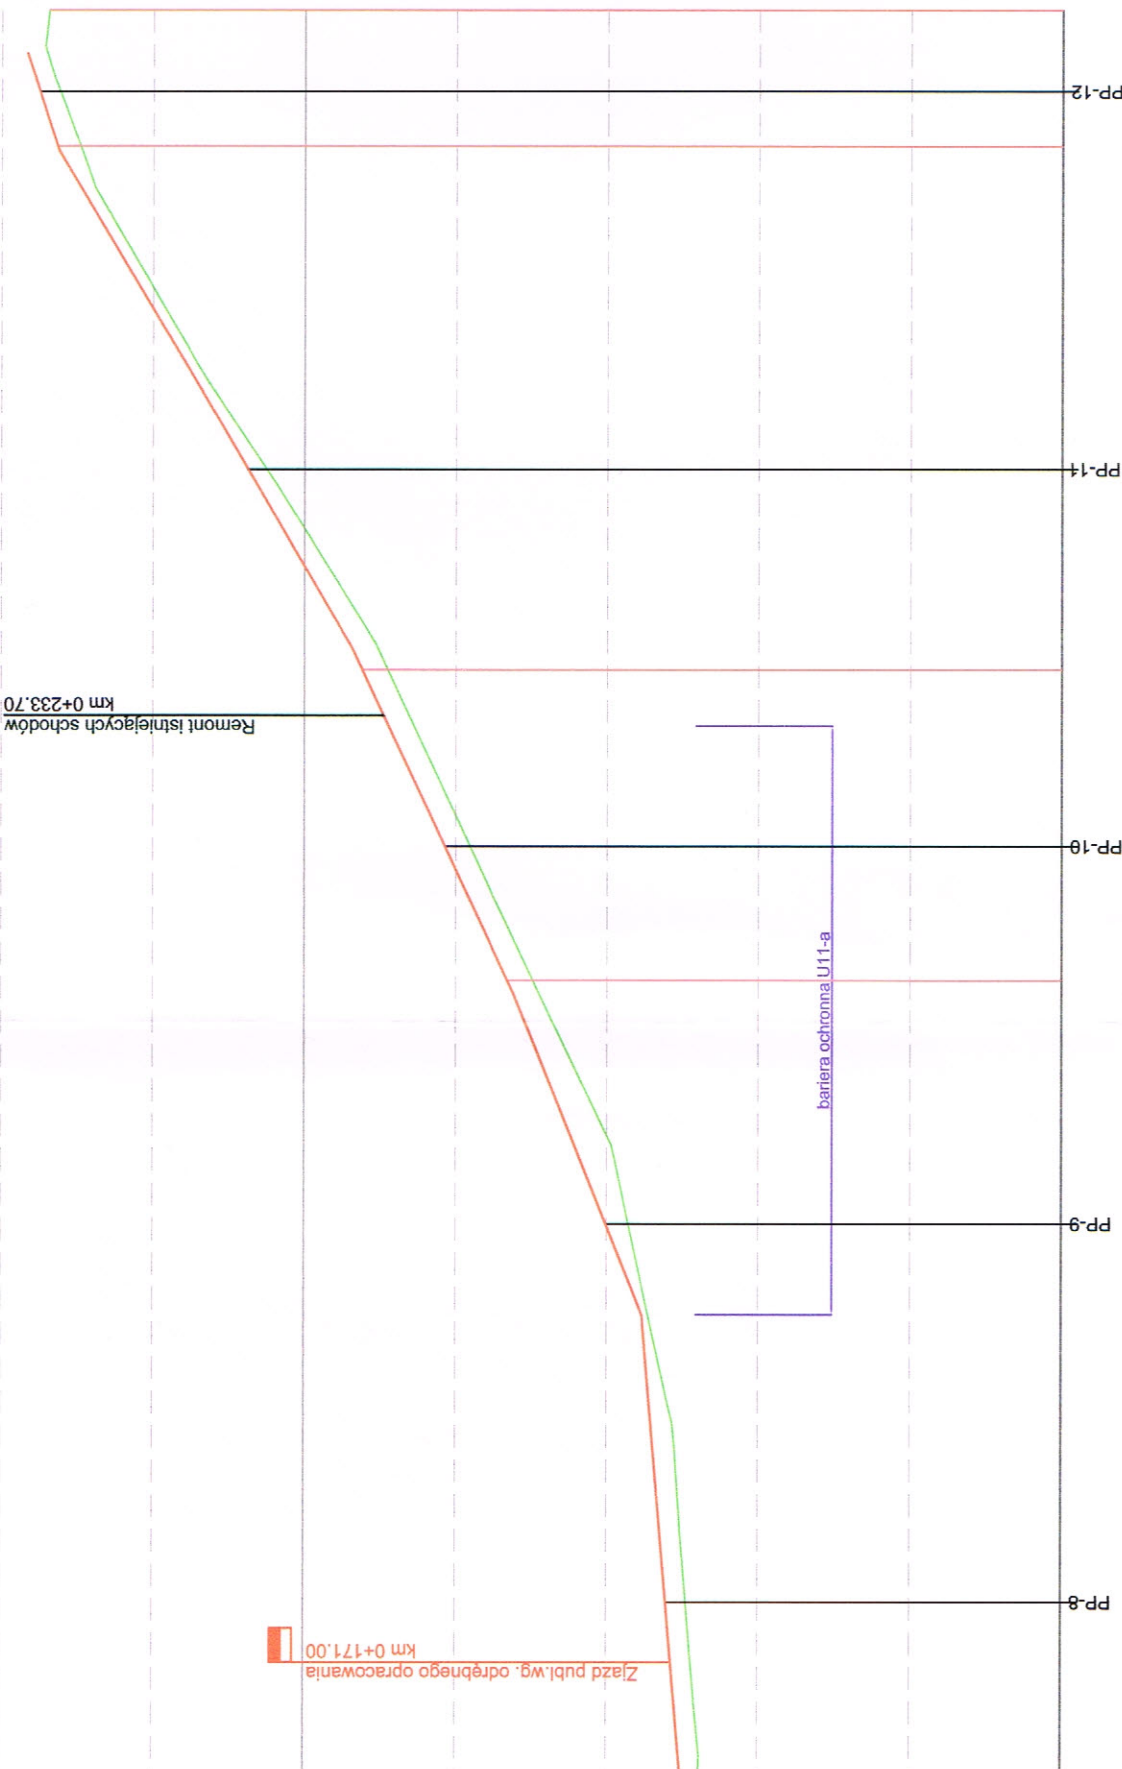 PP-12
PP-11
Remont istniejących schodów
km 0+233.70
PP-10
bariera ochronna U11-a
PP-9
PP-8
Zjazd publ.wg. odrębnego opracowania
km 0+171.00